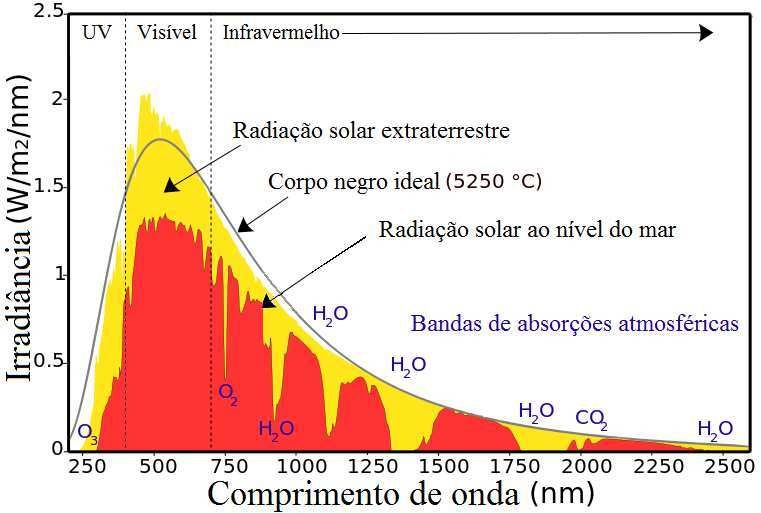 2.5
UV
Visível
Infravermelho
2
Radiação solar extraterrestre
Corpo negro ideal (5250 °C)
1.5
Radiação solar ao nível do mar
Irradiância (W/m2/nm)
1
H2O
Bandas de absorções atmosféricas
0.5
H2O
O2
H2O
CO2
O3
H2O
H2O
0
250 500 750 1000 1250 1500 1750 2000 2250 2500
Comprimento de onda (nm)